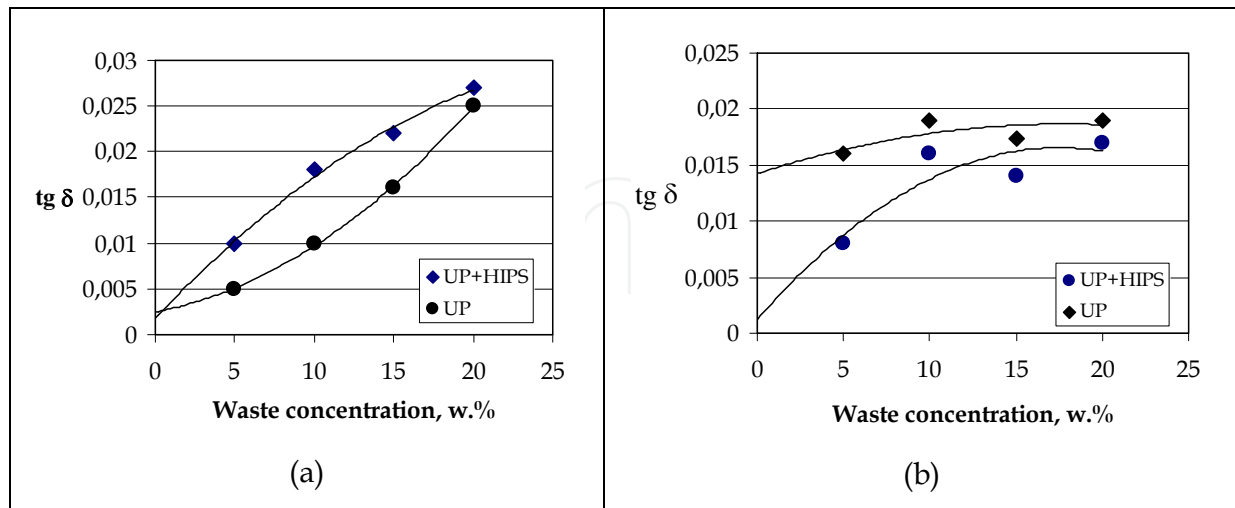 0,03
0,025
0,02
0,015
0,01
0,005
0
tg δ
0 5 10 15 20 25
Waste concentration, w.%
UP+HIPS
UP
(a)
0,025
0,02
0,015
0,01
0,005
0
tg δ
0 5 10 15 20 25
Waste concentration, w.%
UP+HIPS
UP
(b)